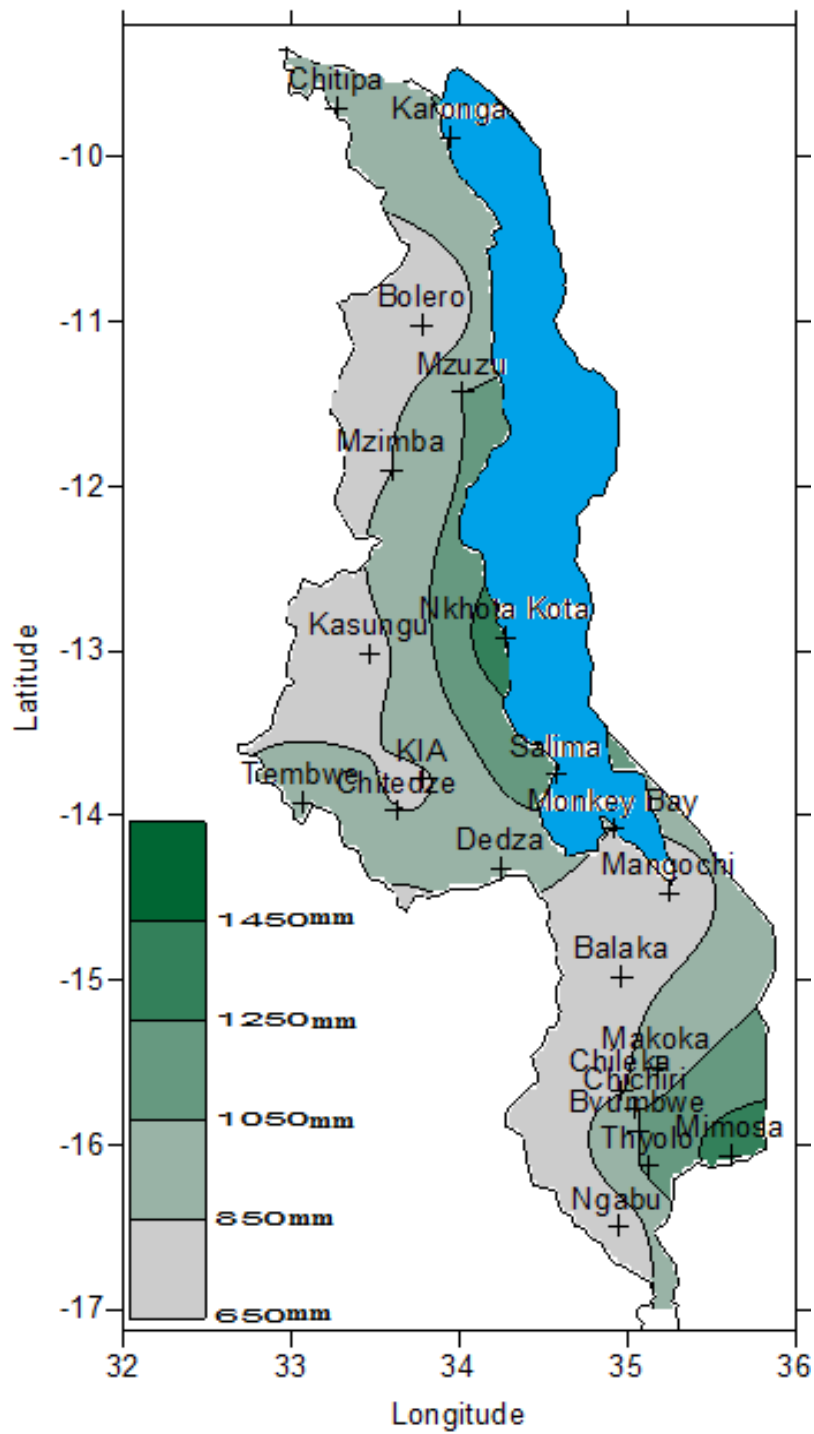 Chitipa
Karonga
-10
-11
Bolero
Mzuzu
Mzimba
-12
Nkhota Kota
Kasungu
-13
Latitude
KIA
Salima
Tembwe
Chitedze
Monkey Bay
-14
Dedza
Mangochi
1450mm
Balaka
-15
1250mm
Makoka
Chileka
Chichiri
Bvumbwe
1050mm
Mimosa
Thyolo
-16
Ngabu
850mm
-17
650mm
32
33
34
35
36
Longitude